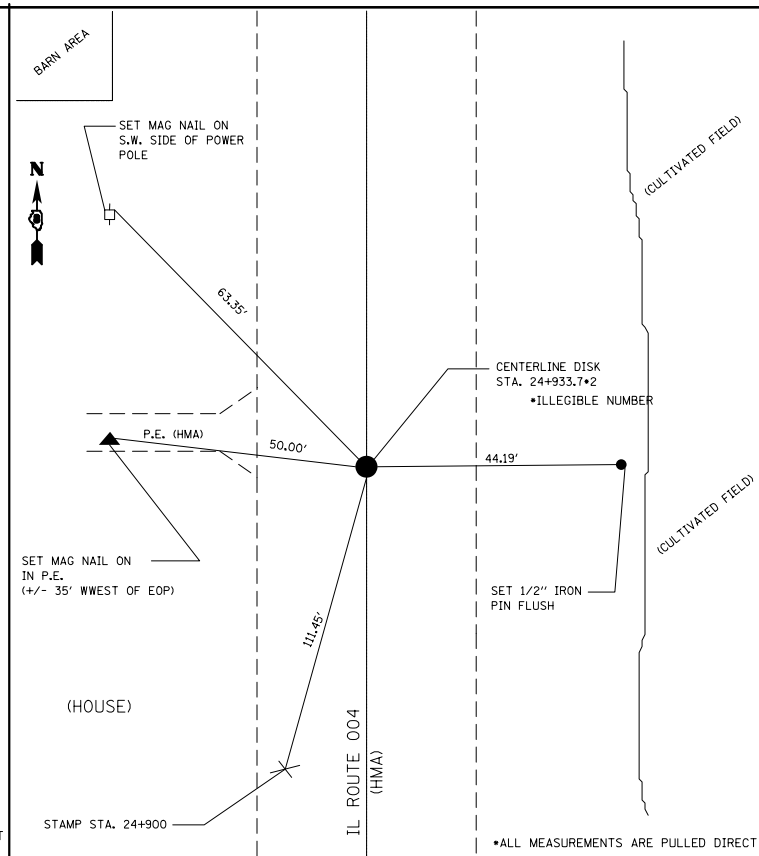 BARN AREA
SET MAG NAIL ON
S.W. SIDE OF POWER
POLE
N
(CULTIVATED FIELD)
63.35'
CENTERLINE DISK
STA. 24+933.7*2
*ILLEGIBLE NUMBER
P.E. (HMA)
50.00'
44.19'
(CULTIVATED FIELD)
SET MAG NAIL ON
IN P.E.
(+/- 35' WWEST OF EOP)
SET 1/2" IRON
PIN FLUSH
111.45'
(HOUSE)
IL ROUTE 004
(HMA)
STAMP STA. 24+900
T
*ALL MEASUREMENTS ARE PULLED DIRECT